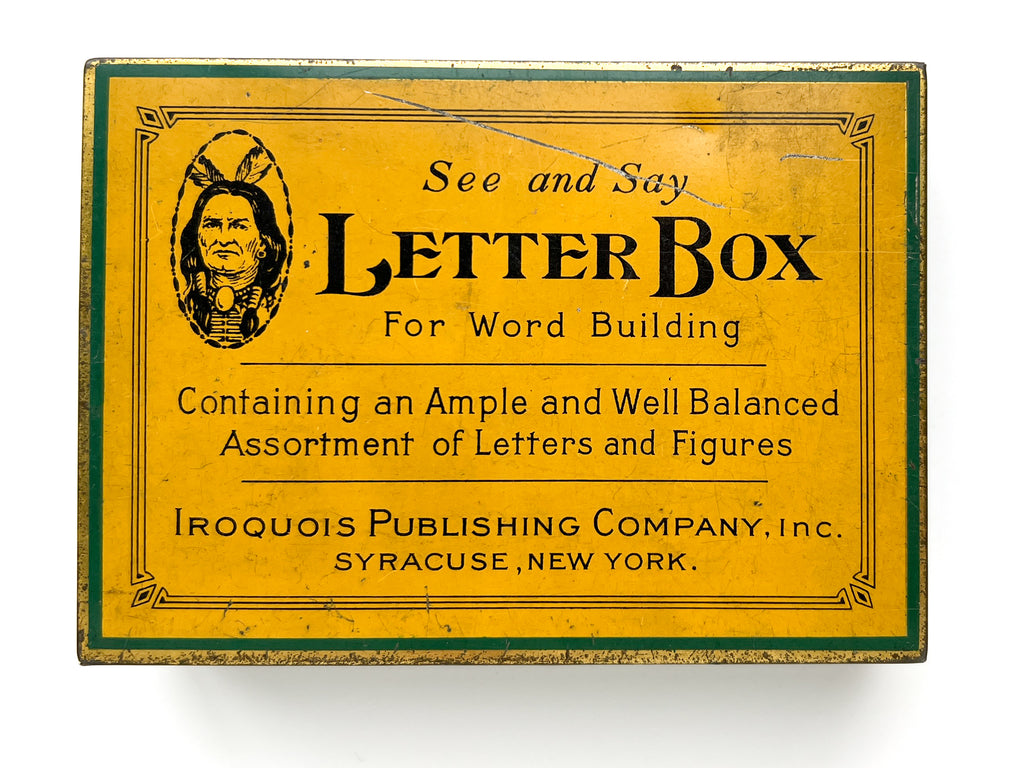 See and Say
LETTER BOX
For Word Building
Containing an Ample and Well Balanced
Assortment of Letters and Figures
IROQUOIS PUBLISHING COMPANY, Inc.
SYRACUSE, NEW YORK.